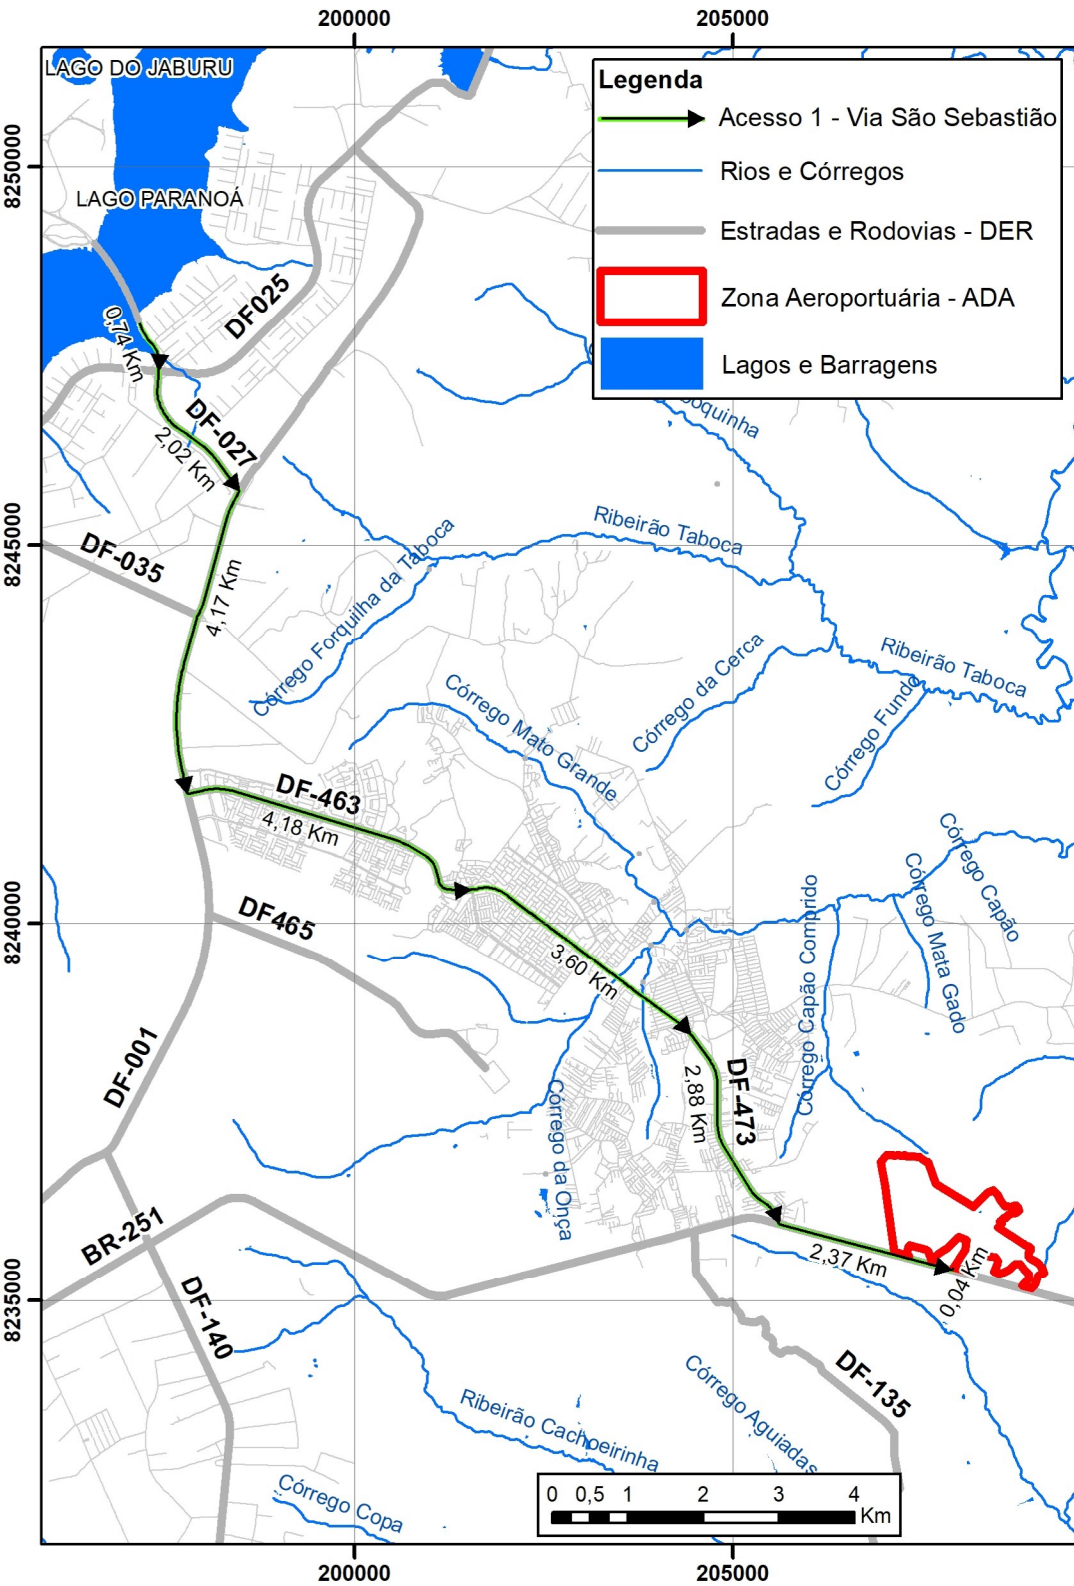 200000
205000
LAGO DO JABURU
Legenda
Acesso 1 - Via São Sebastião
Rios e Córregos
Estradas e Rodovias - DER
Zona Aeroportuária - ADA
Lagos e Barragens
8250000
LAGO PARANOÁ
DF025
0,74 Km
DF-027
2,02 Km
oquinha
Ribeirão Taboca
8245000
DF-035
4,17 Km
Córrego Forquilha da Taboca
Córrego da Cerca
Ribeirão Taboca
Córrego Fundo
Córrego Mato Grande
DF-463
4,18 Km
Córrego Capão
Córrego Mata Gado
Córrego Capão Comprido
8240000
DF465
3,60 Km
DF-001
2,88 Km
DF-473
Córrego da Onça
BR-251
2,37 Km
0,04 Km
8235000
DF-140
DF-135
Córrego Aguiadas
Ribeirão Cachoeirinha
Córrego Copa
0 0,5 1 2 3 4
Km
200000
205000